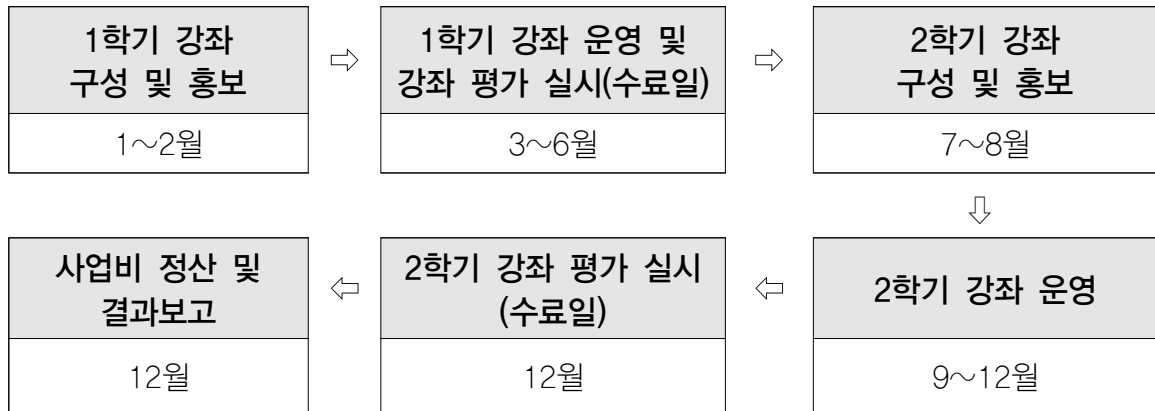 1학기 강좌
구성 및 홍보
1～2월
⇨
1학기 강좌 운영 및
강좌 평가 실시(수료일)
3～6월
⇨
2학기 강좌
구성 및 홍보
7～8월
⇩
2학기 강좌 운영
9～12월
⇦
2학기 강좌 평가 실시
(수료일)
12월
⇦
사업비 정산 및
결과보고
12월